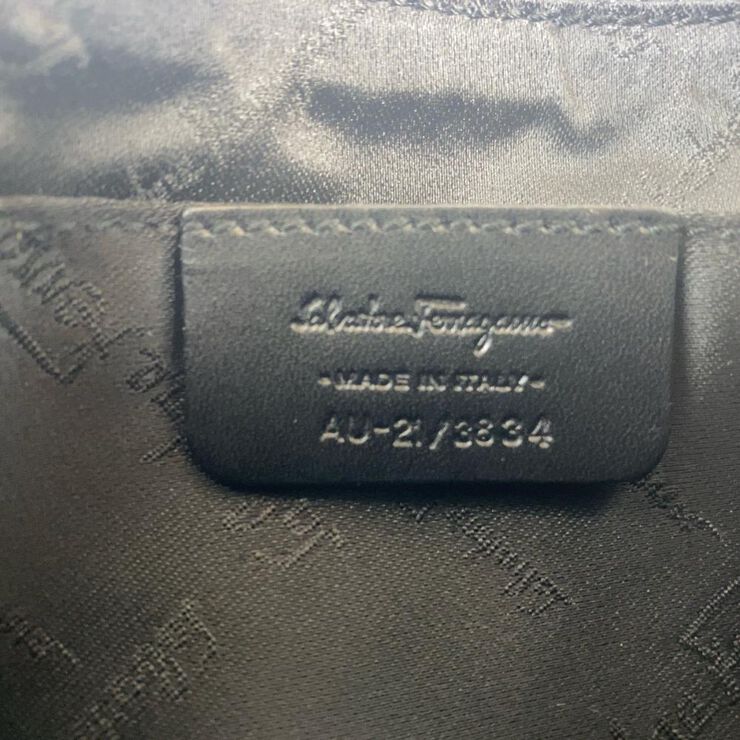 Salvatore Ferragamo
-MADE IN ITALY-
AU-21/3834